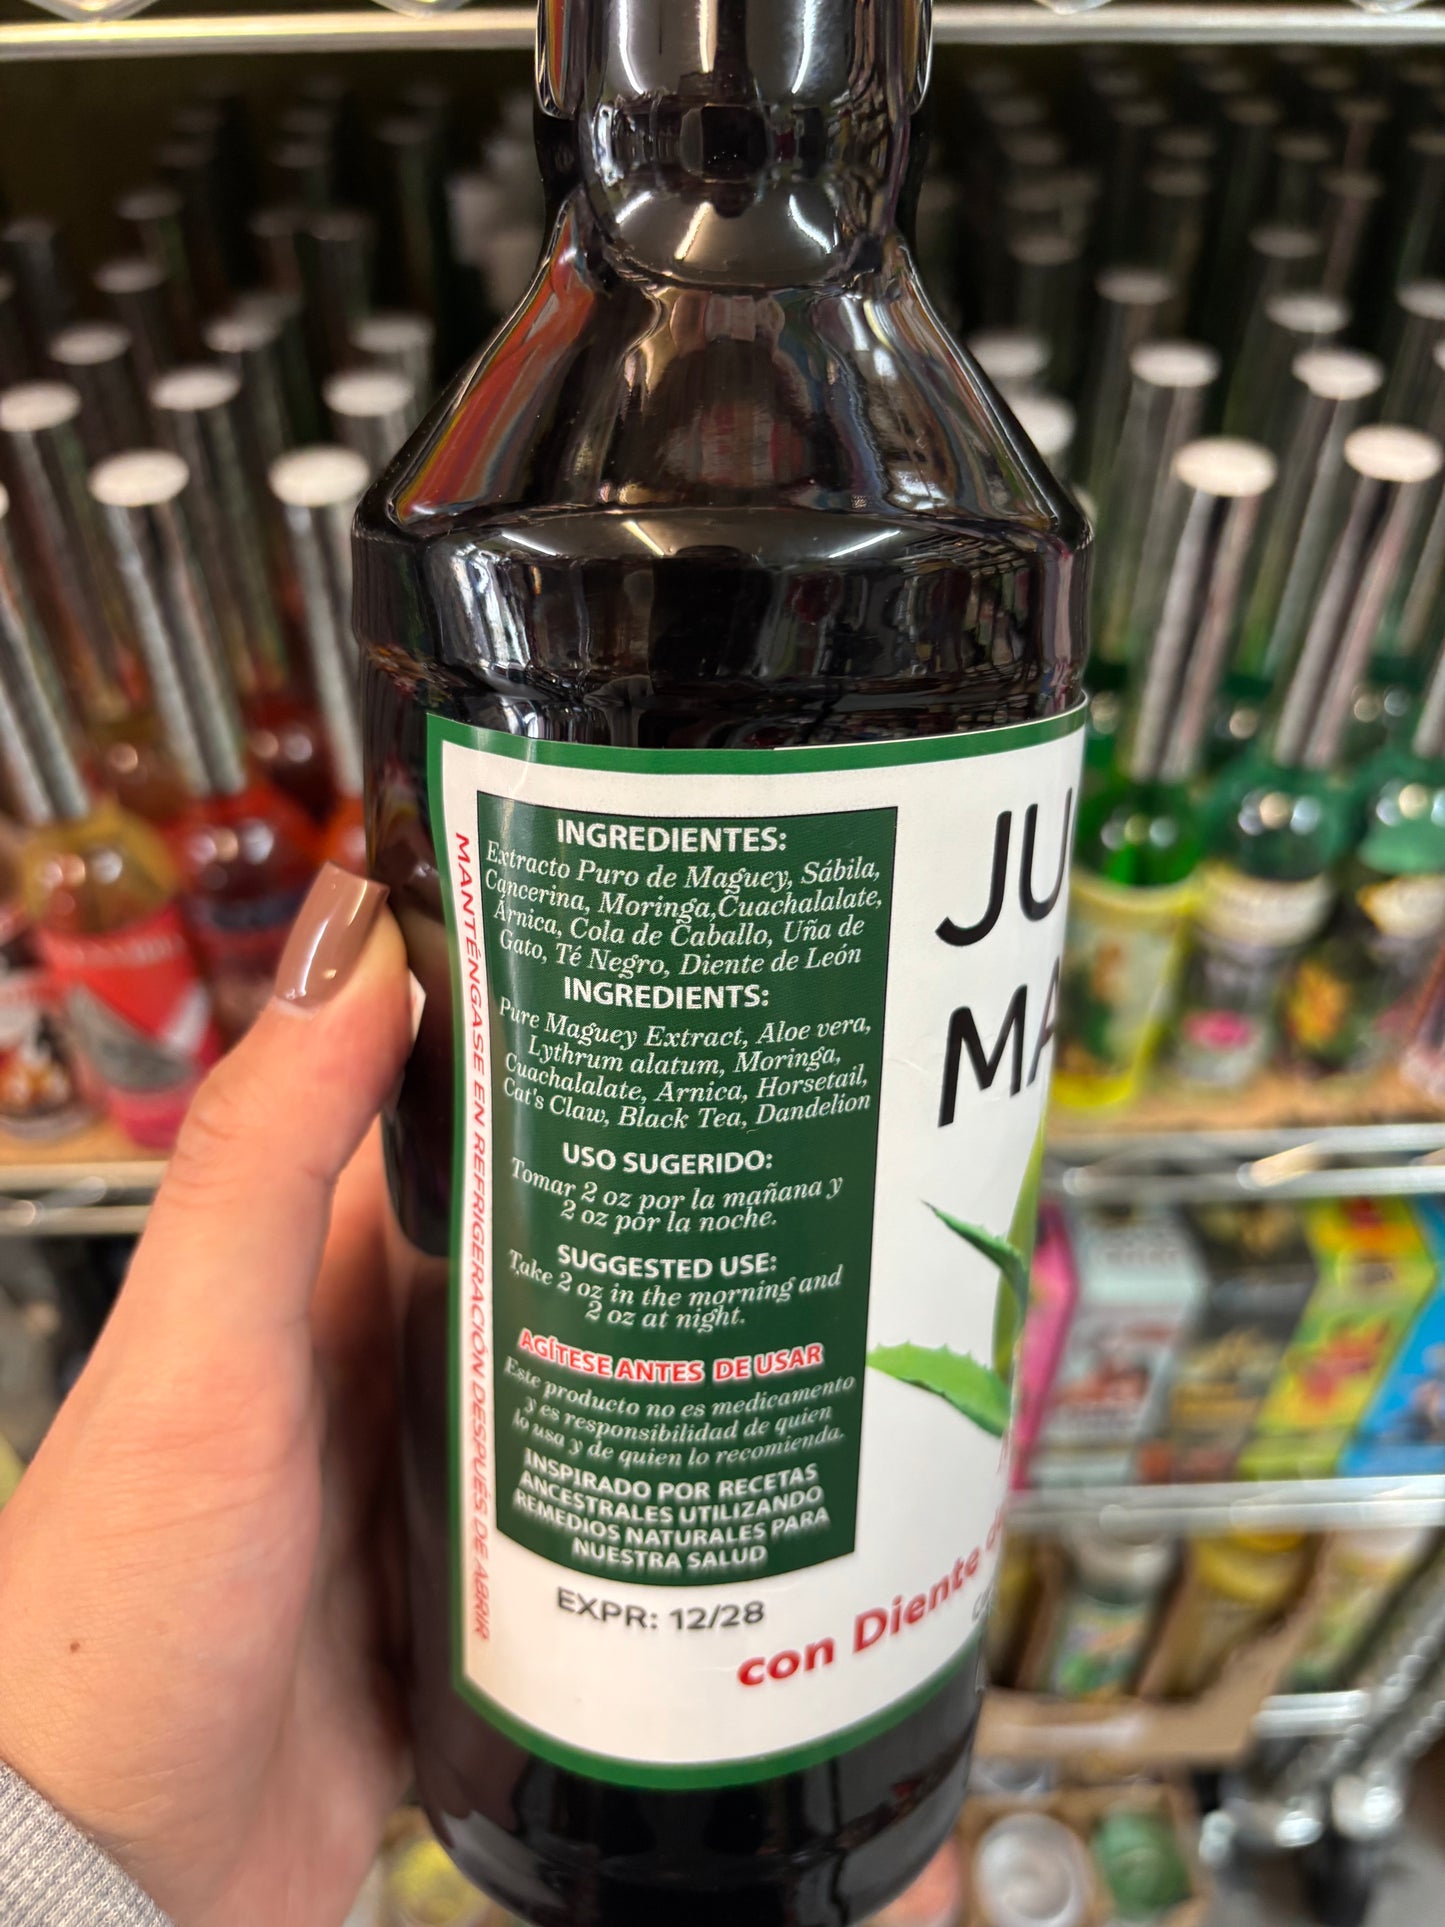 INGREDIENTES:
Extracto Puro de Maguey, Sábila,
Cancerina, Moringa,Cuachalalate,
Árnica, Cola de Caballo, Uña de
Gato, Té Negro, Diente de León
INGREDIENTS:
Pure Maguey Extract, Aloe vera,
Lythrum alatum, Moringa,
Cuachalalate, Arnica, Horsetail,
Cat's Claw, Black Tea, Dandelion
USO SUGERIDO:
Tomar 2 oz por la mañana y
2 oz por la noche.
SUGGESTED USE:
Take 2 oz in the morning and
2 oz at night.
AGÍTESE ANTES DE USAR
Este producto no es medicamento
y es responsibilidad de quien
lo usa y de quien lo recomienda.
INSPIRADO POR RECETAS
ANCESTRALES UTILIZANDO
REMEDIOS NATURALES PARA
NUESTRA SALUD
EXPR: 12/28
MANTÉNGASE EN REFRIGERACIÓN DESPUÉS DE ABRIR
JU
MA
con Diente d